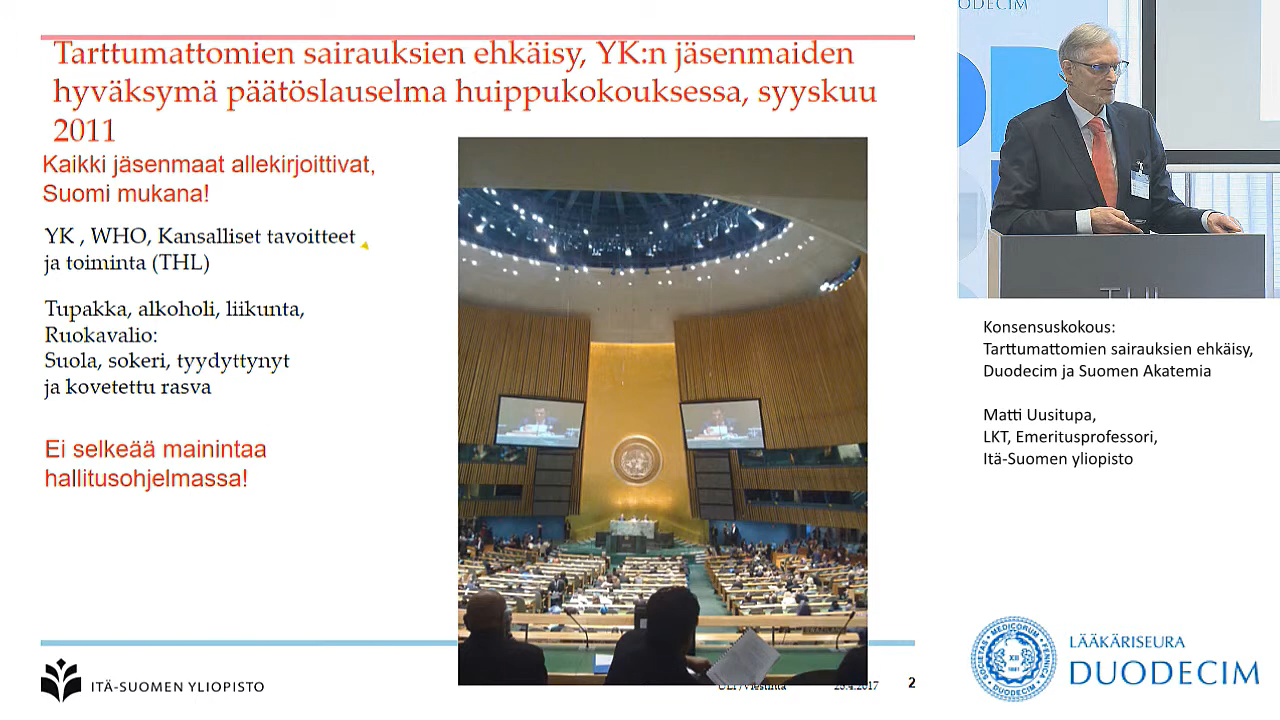 Tarttumattomien sairauksien ehkäisy, YK:n jäsenmaiden
hyväksymä päätöslauselma huippukokouksessa, syyskuu
2011
Kaikki jäsenmaat allekirjoittivat,
Suomi mukana!
YK , WHO, Kansalliset tavoitteet
ja toiminta (THL)
Tupakka, alkoholi, liikunta,
Ruokavalio:
Suola, sokeri, tyydyttynyt
ja kovetettu rasva
Ei selkeää mainintaa
hallitusohjelmassa!
ITÄ-SUOMEN YLIOPISTO
2
DUODECIM
Konsensuskokous:
Tarttumattomien sairauksien ehkäisy,
Duodecim ja Suomen Akatemia
Matti Uusitupa,
LKT, Emeritusprofessori,
Itä-Suomen yliopisto
LÄÄKÄRISEURA
DUODECIM